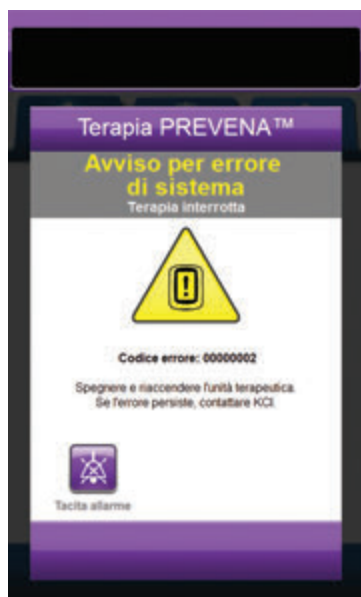 Terapia PREVENA™
Avviso per errore
di sistema
Terapia interrotta
Codice errore: 00000002
Spegnere e riaccendere l'unità terapeutica.
Se l'errore persiste, contattare KCI.
Tacita allarme